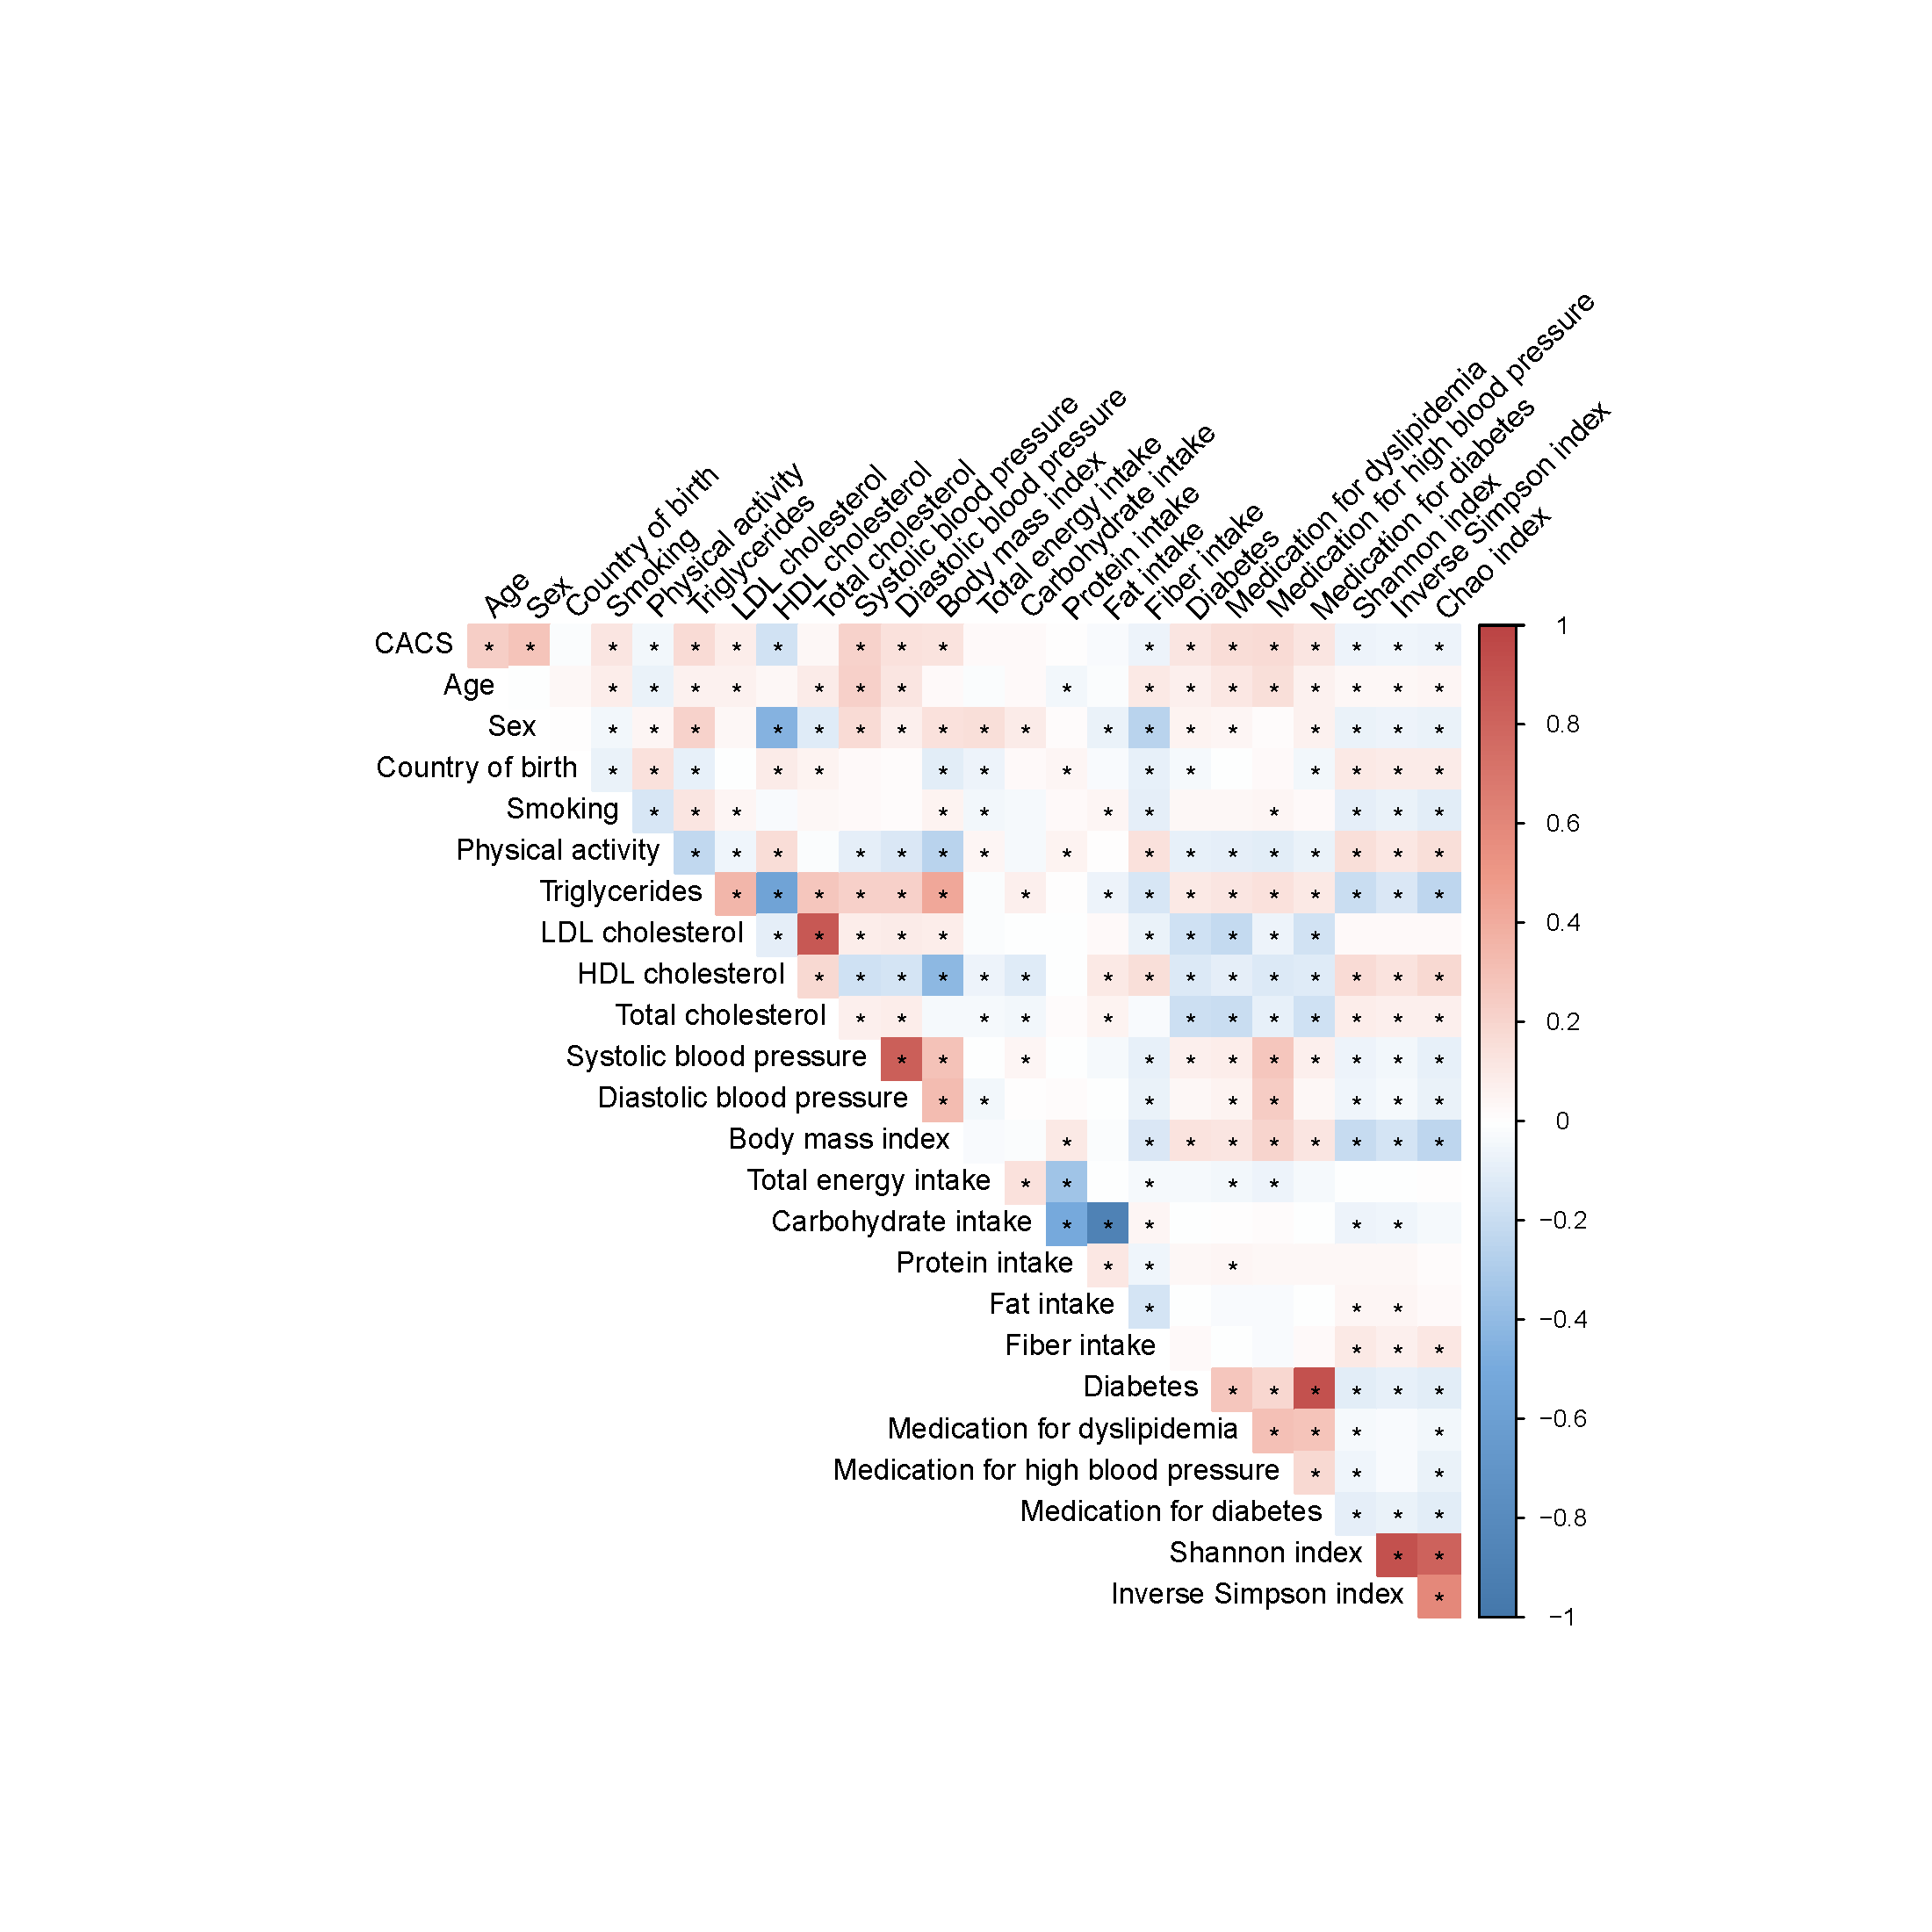 Age
Sex
Country of birth
Smoking
Physical activity
Triglycerides
LDL cholesterol
HDL cholesterol
Total cholesterol
Systolic blood pressure
Diastolic blood pressure
Body mass index
Total energy intake
Carbohydrate intake
Protein intake
Fat intake
Fiber intake
Diabetes
Medication for dyslipidemia
Medication for high blood pressure
Medication for diabetes
Shannon index
Inverse Simpson index
Chao index
CACS * * * * * * * * * * * * * * * * * *
Age * * * * * * * * * * * * * * * *
Sex * * * * * * * * * * * * * * * * * *
Country of birth * * * * * * * * * * * * * *
Smoking * * * * * * * * * * *
Physical activity * * * * * * * * * * * * * * * *
Triglycerides * * * * * * * * * * * * * * * *
LDL cholesterol * * * * * * * * * *
HDL cholesterol * * * * * * * * * * * * * * *
Total cholesterol * * * * * * * * * * * * 
Systolic blood pressure * * * * * * * * * * *
Diastolic blood pressure * * * * * * * *
Body mass index * * * * * * * * *
Total energy intake * * * * *
Carbohydrate intake * * * * *
Protein intake * * *
Fat intake * * *
Fiber intake * * *
Diabetes * * * * * *
Medication for dyslipidemia * * * *
Medication for high blood pressure * * *
Medication for diabetes * * *
Shannon index * *
Inverse Simpson index *
1
0.8
0.6
0.4
0.2
0
−0.2
−0.4
−0.6
−0.8
−1